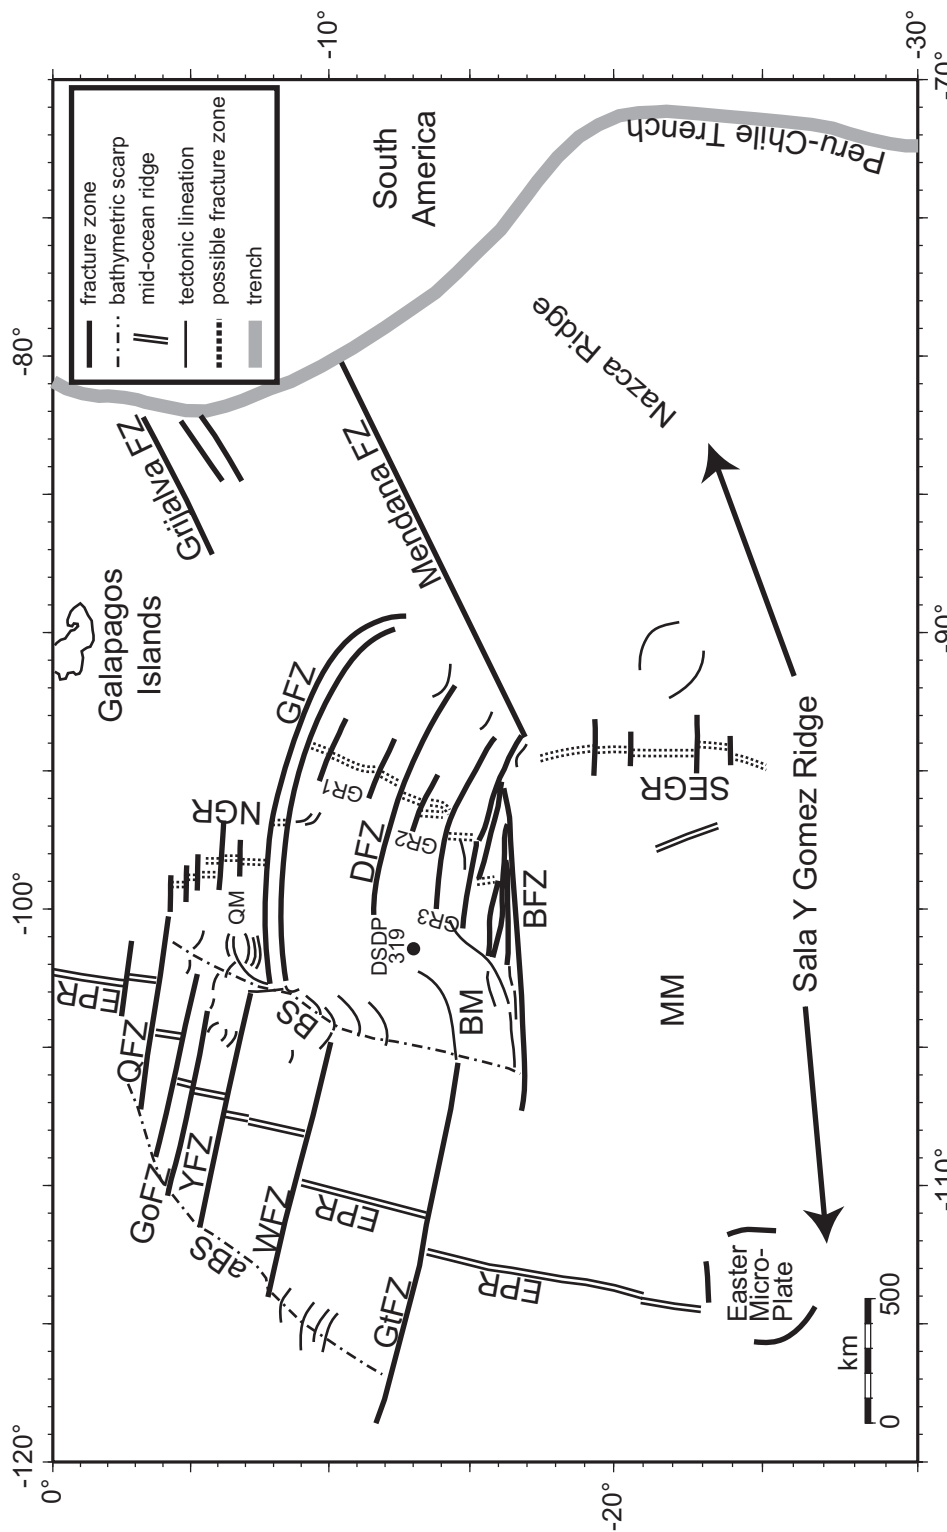 -120°
-110°
-100°
-90°
-80°
-70°
0°
-10°
-20°
-30°
fracture zone
bathymetric scarp
mid-ocean ridge
tectonic lineation
possible fracture zone
trench
Galapagos
Islands
Grijalva FZ
South
America
Peru-Chile Trench
Mendana FZ
Nazca Ridge
GFZ
NGR
QM
EPR
QFZ
GoFZ
YFZ
aBS
WFZ
BS
GR1
DFZ
GR2
GR3
DSDP
319
BM
BFZ
EPR
GtFZ
EPR
SEGR
MM
Sala Y Gomez Ridge
Easter
Micro-
Plate
km
0
500